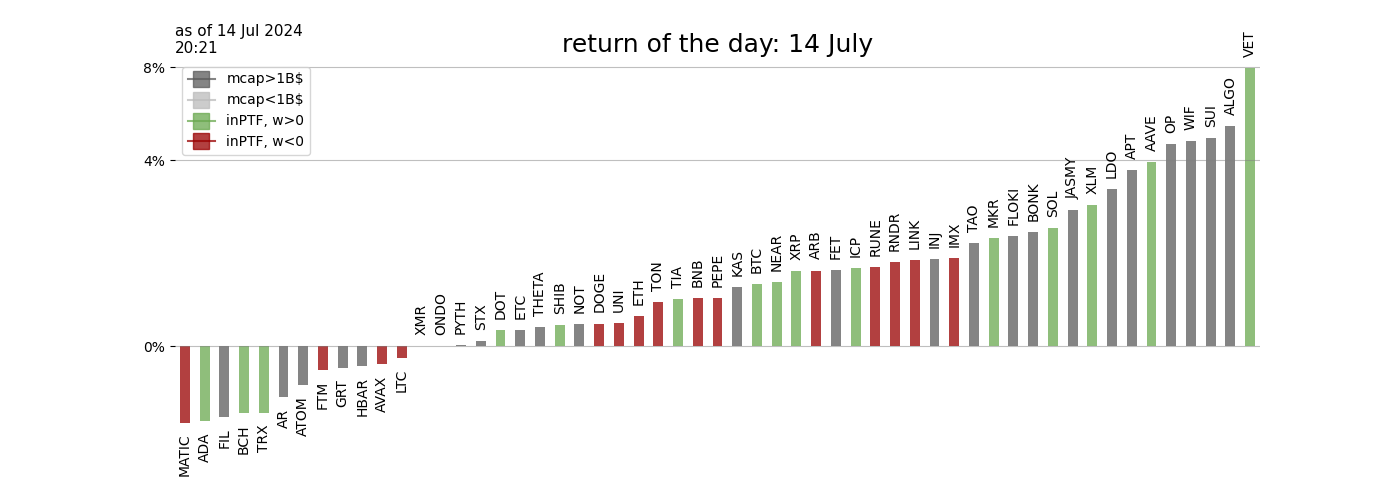 as of 14 Jul 2024
20:21
return of the day: 14 July
8%
4%
0%
mcap>1B$
mcap<1B$
inPTF, w>0
inPTF, w<0
MATIC
ADA
FIL
BCH
TRX
AR
ATOM
FTM
GRT
HBAR
AVAX
LTC
XMR
ONDO
PYTH
STX
DOT
ETC
THETA
SHIB
NOT
DOGE
UNI
ETH
TON
TIA
BNB
PEPE
KAS
BTC
NEAR
XRP
ARB
FET
ICP
RUNE
RNDR
LINK
INJ
IMX
TAO
MKR
FLOKI
BONK
SOL
JASMY
XLM
LDO
APT
AAVE
OP
WIF
SUI
ALGO
VET